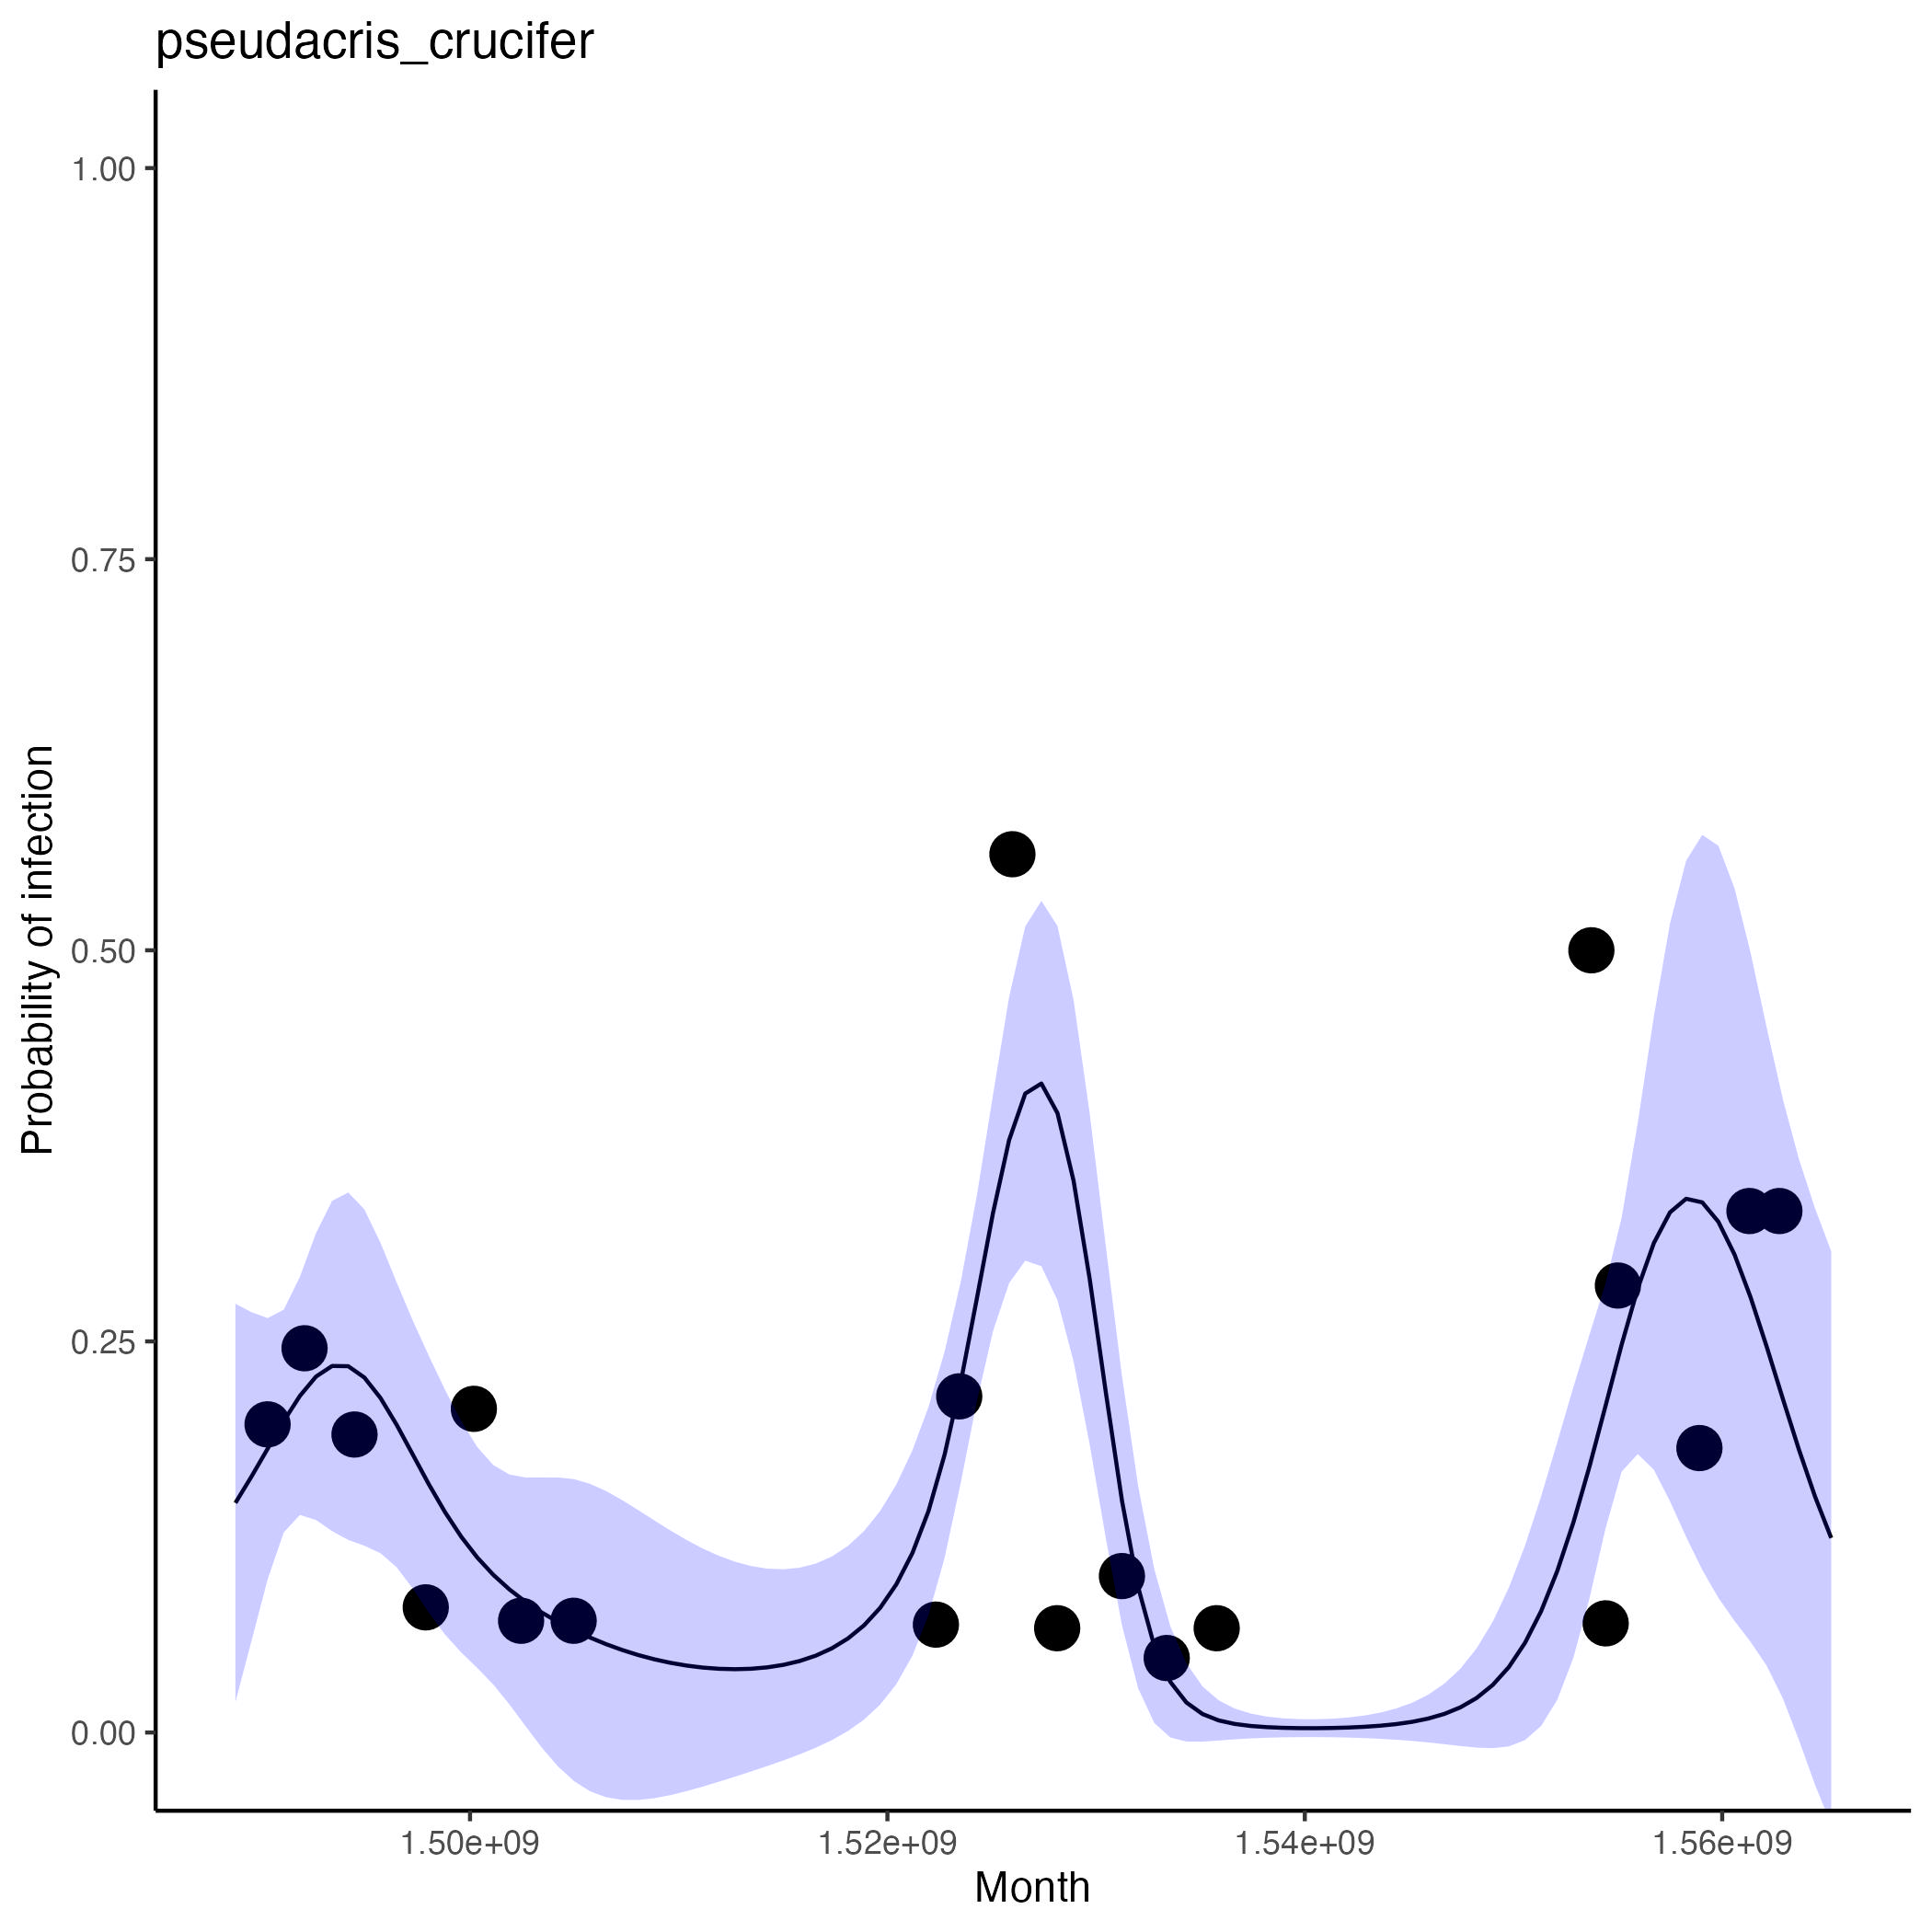 pseudacris_crucifer
Probability of infection
1.00
0.75
0.50
0.25
0.00
1.50e+09
1.52e+09
1.54e+09
1.56e+09
Month